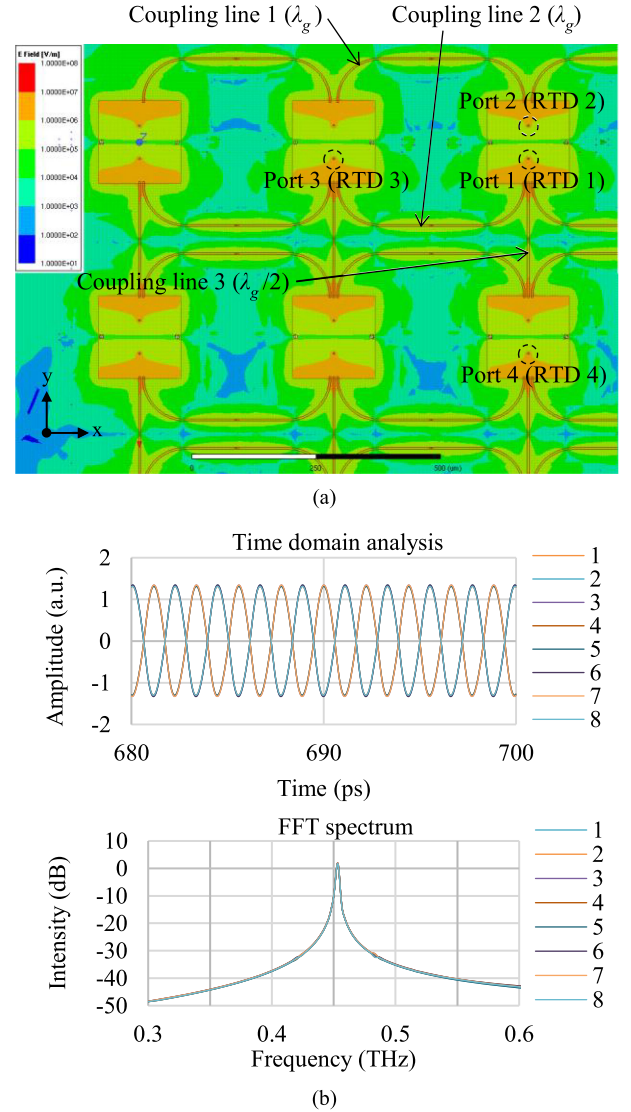 Coupling line 1 (λg)
Coupling line 2 (λg)
E Field [V/m]
1.0000E+08
1.0000E+07
1.0000E+06
1.0000E+05
1.0000E+04
1.0000E+03
1.0000E+02
1.0000E+01
Port 2 (RTD 2)
Port 3 (RTD 3)
Port 1 (RTD 1)
Coupling line 3 (λg/2)
Port 4 (RTD 4)
z
y
x
0 250 500 (um)
(a)
Time domain analysis
Amplitude (a.u.)
2
1
0
-1
-2
680 690 700
Time (ps)
1
2
3
4
5
6
7
8
FFT spectrum
Intensity (dB)
10
0
-10
-20
-30
-40
-50
0.3 0.4 0.5 0.6
Frequency (THz)
1
2
3
4
5
6
7
8
(b)